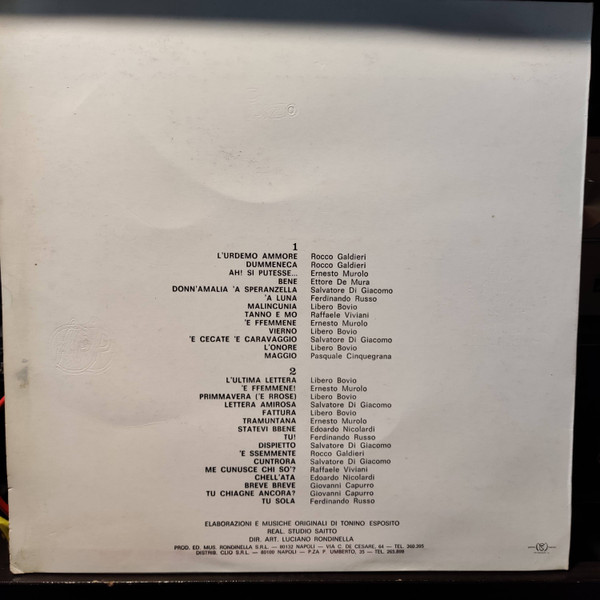 1
L'URDEMO AMMORE Rocco Galdieri
DUMMENECA Rocco Galdieri
AH! SI PUTESSE... Ernesto Murolo
BENE Ettore De Mura
DONN'AMALIA 'A SPERANZELLA Salvatore Di Giacomo
'A LUNA Ferdinando Russo
MALINCUNIA Libero Bovio
TANNO E MO Raffaele Viviani
'E FFEMMENE Ernesto Murolo
VIERNO Libero Bovio
'E CECATE 'E CARAVAGGIO Salvatore Di Giacomo
L'ONORE Libero Bovio
MAGGIO Pasquale Cinquegrana
2
L'ULTIMA LETTERA Libero Bovio
'E FFEMMENE! Ernesto Murolo
PRIMMAVERA ('E RROSE) Libero Bovio
LETTERA AMIROSA Salvatore Di Giacomo
FATTURA Libero Bovio
TRAMUNTANA Ernesto Murolo
STATEVI BBENE Edoardo Nicolardi
TU! Ferdinando Russo
DISPIETTO Salvatore Di Giacomo
'E SSEMMENTE Rocco Galdieri
CUNTRORA Salvatore Di Giacomo
ME CUNUSCE CHI SO'? Raffaele Viviani
CHELL'ATA Edoardo Nicolardi
BREVE BREVE Giovanni Capurro
TU CHIAGNE ANCORA? Giovanni Capurro
TU SOLA Ferdinando Russo
ELABORAZIONI E MUSICHE ORIGINALI DI TONINO ESPOSITO
REAL. STUDIO SAITTO
DIR. ART. LUCIANO RONDINELLA
PROD. ED. MUS. RONDINELLA S.R.L. — 80132 NAPOLI — VIA C. DE CESARE, 64 — TEL.
DISTRIB. CLIO S.R.L. — 80100 NAPOLI - P.ZA P. UMBERTO, 35 — TEL.